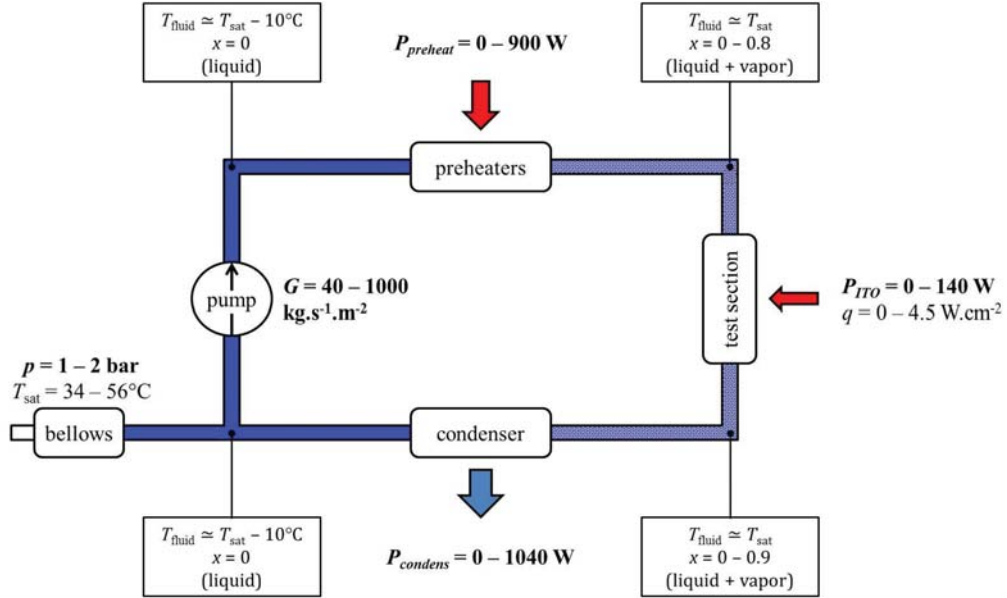 T_fluid ≃ T_sat − 10°C
x = 0
(liquid)
P_preheat = 0 – 900 W
T_fluid ≃ T_sat
x = 0 – 0.8
(liquid + vapor)
preheaters
pump
G = 40 – 1000
kg.s⁻¹.m⁻²
test section
P_ITO = 0 – 140 W
q = 0 – 4.5 W.cm⁻²
p = 1 – 2 bar
T_sat = 34 – 56°C
bellows
condenser
T_fluid ≃ T_sat − 10°C
x = 0
(liquid)
P_condens = 0 – 1040 W
T_fluid ≃ T_sat
x = 0 – 0.9
(liquid + vapor)